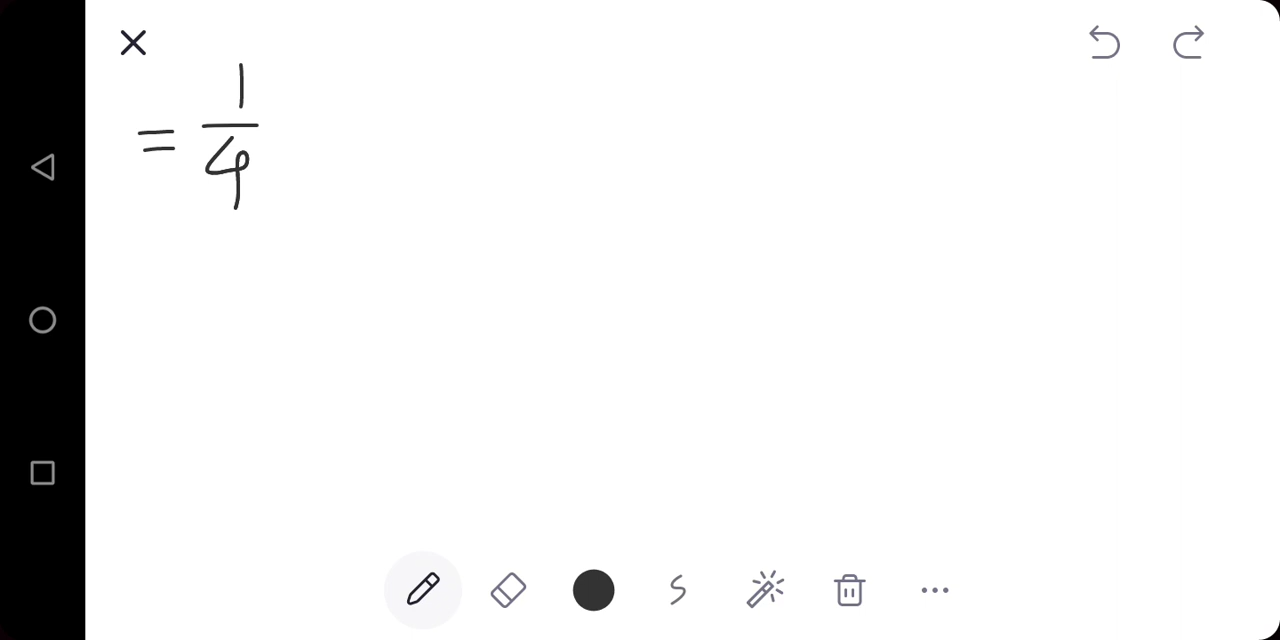 = 1/4